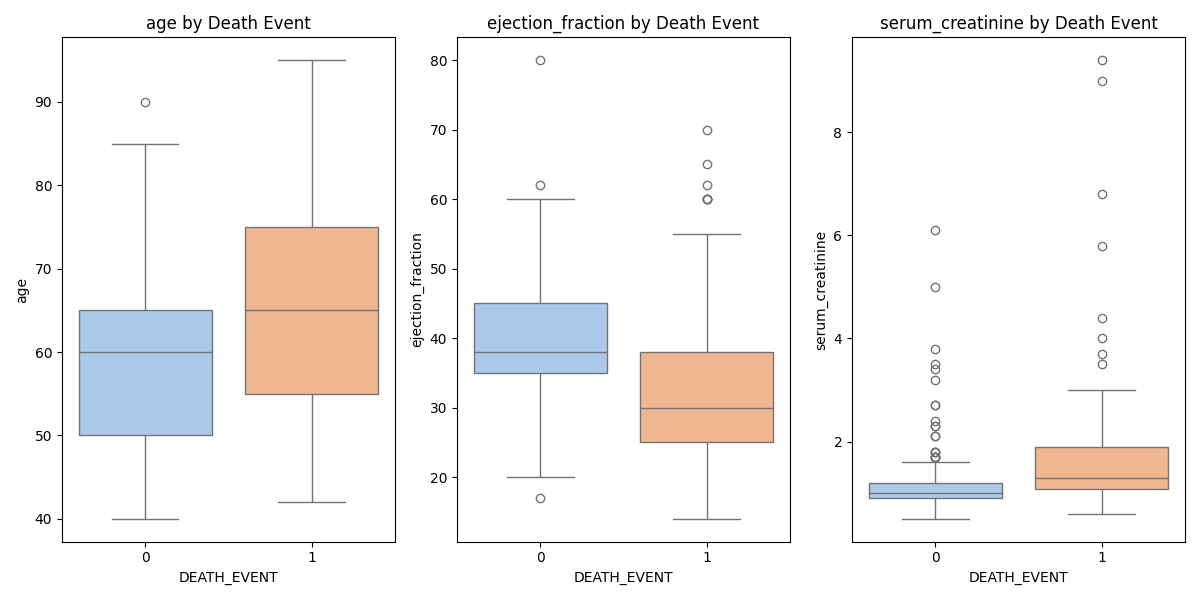 age by Death Event
age
90
80
70
60
50
40
0
1
DEATH_EVENT
ejection_fraction by Death Event
ejection_fraction
80
70
60
50
40
30
20
0
1
DEATH_EVENT
serum_creatinine by Death Event
serum_creatinine
8
6
4
2
0
1
DEATH_EVENT